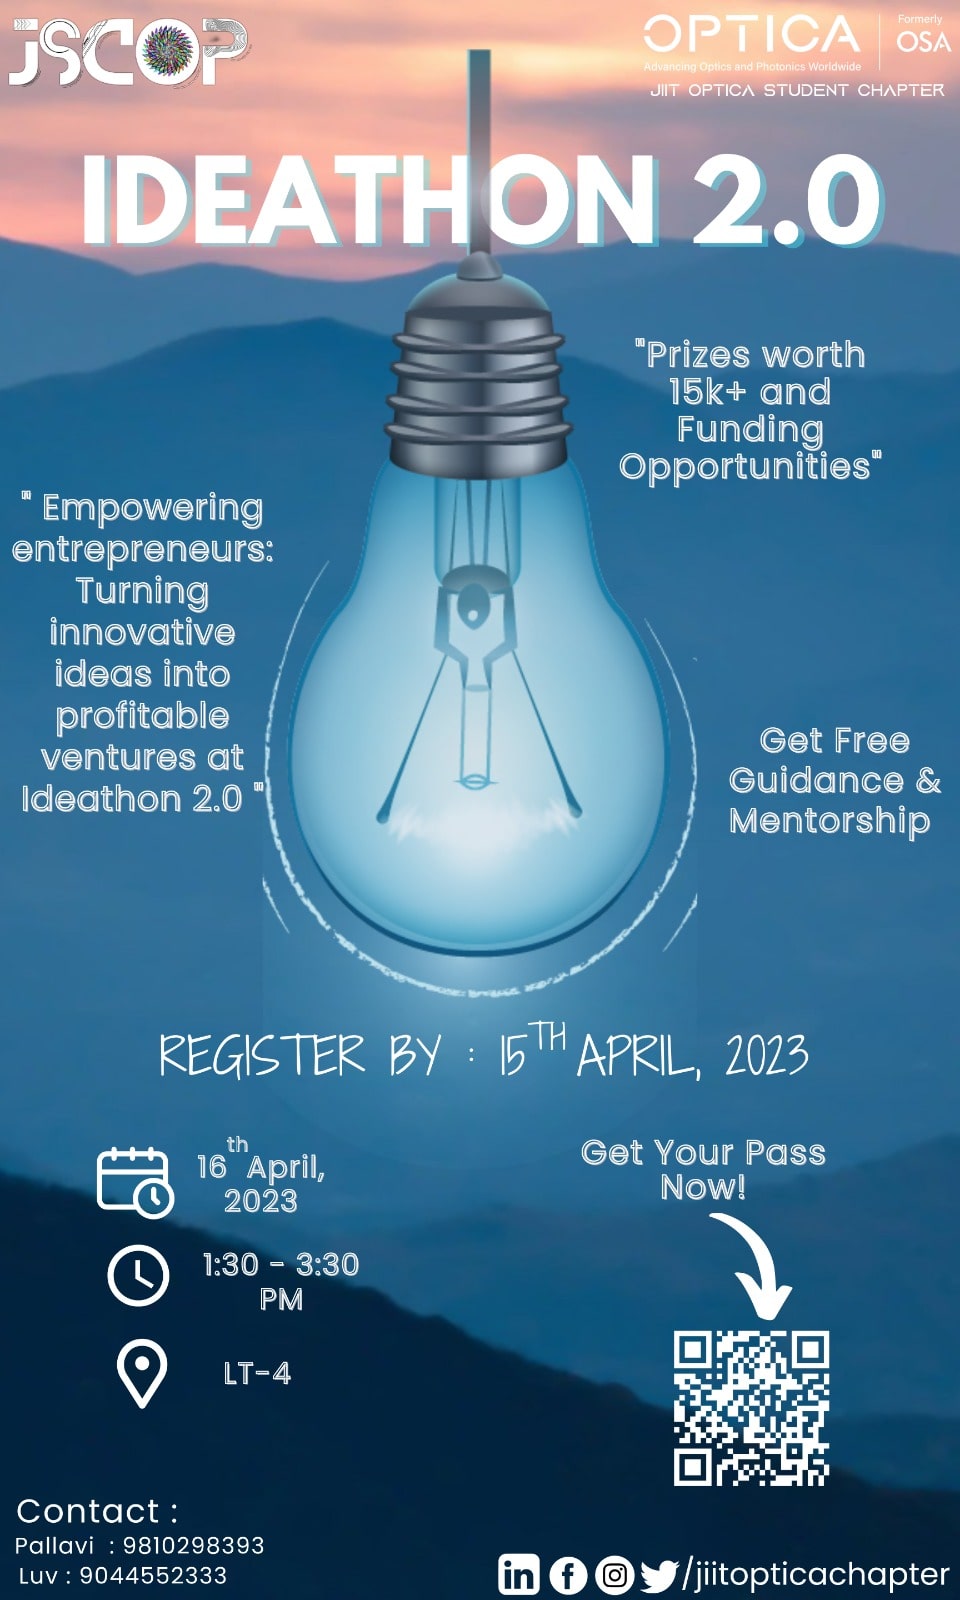 JSCOP
OPTICA
Formerly
OSA
Advancing Optics and Photonics Worldwide
JIIT OPTICA STUDENT CHAPTER
IDEATHON 2.0
"Prizes worth
15k+ and
Funding
Opportunities"
" Empowering
entrepreneurs:
Turning
innovative
ideas into
profitable
ventures at
Ideathon 2.0 "
Get Free
Guidance &
Mentorship
REGISTER BY : 15TH APRIL, 2023
16th April,
2023
1:30 - 3:30
PM
LT-4
Get Your Pass
Now!
Contact :
Pallavi : 9810298393
Luv : 9044552333
/jiitopticachapter